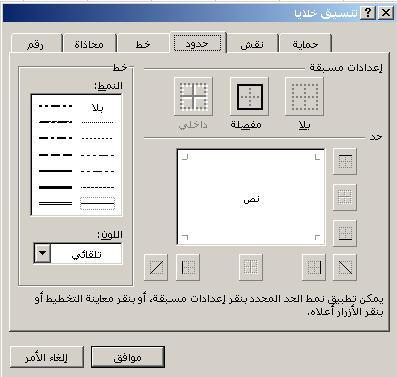 تنسيق خلايا
رقم
محاذاة
خط
حدود
نقش
حماية
إعدادات مسبقة
بلا
مفصلة
داخلي
حد
نص
خط
النمط:
بلا
اللون:
تلقائي
يمكن تطبيق نمط الحد المحدد بنقر إعدادات مسبقة، أو بنقر معاينة التخطيط أو
بنقر الأزرار أعلاه.
موافق
إلغاء الأمر